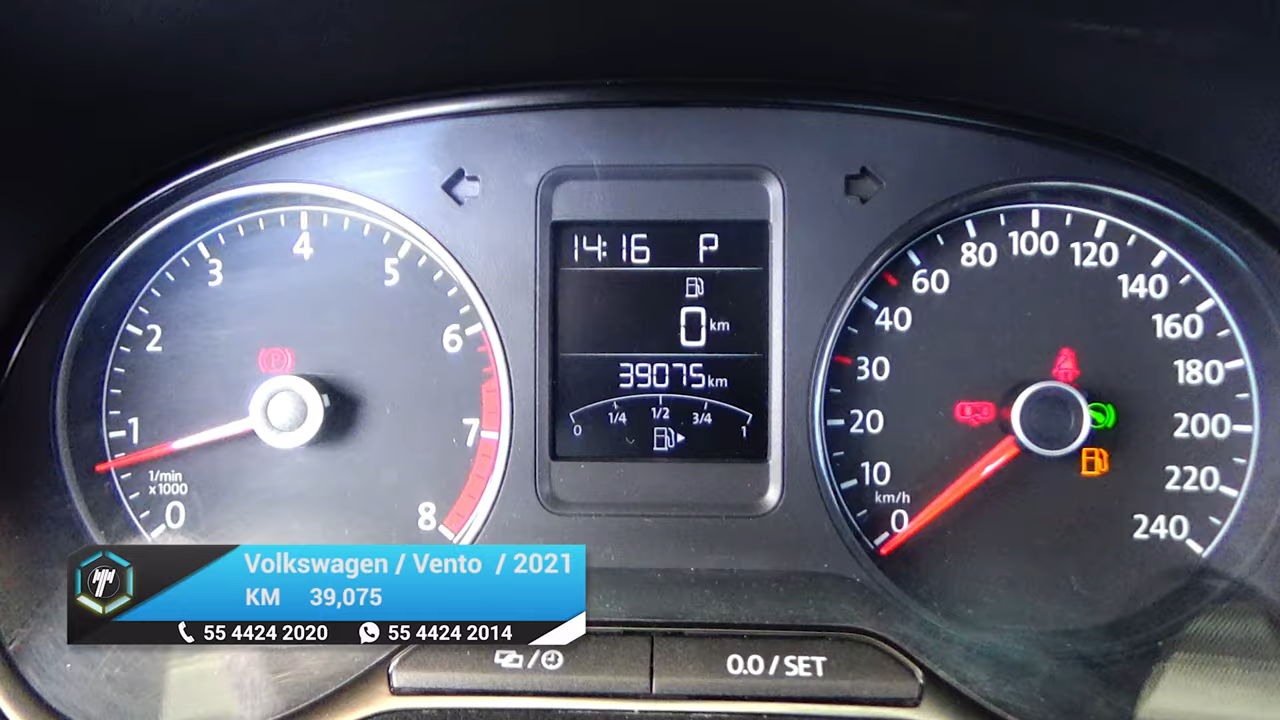 14:16 P
0 km
39075 km
0 1/4 1/2 3/4 1
0 1 2 3 4 5 6 7 8
1/min
x1000
(P)
0 10 20 30 40 60 80 100 120 140 160 180 200 220 240
km/h
Volkswagen / Vento / 2021
KM 39,075
55 4424 2020 55 4424 2014
0.0 / SET